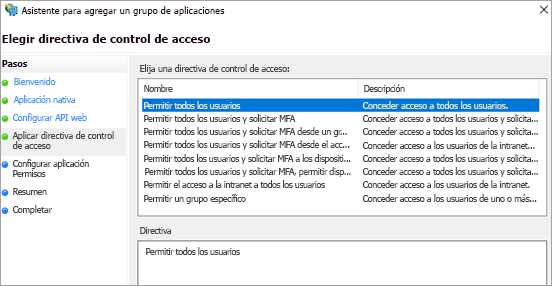 Asistente para agregar un grupo de aplicaciones
Elegir directiva de control de acceso
Pasos
Bienvenido
Aplicación nativa
Configurar API web
Aplicar directiva de control
de acceso
Configurar aplicación
Permisos
Resumen
Completar
Elija una directiva de control de acceso:
Nombre Descripción
Permitir todos los usuarios Conceder acceso a todos los usuarios.
Permitir todos los usuarios y solicitar MFA Conceder acceso a todos los usuarios y solicita...
Permitir todos los usuarios y solicitar MFA desde un gr... Conceder acceso a todos los usuarios y solicita...
Permitir todos los usuarios y solicitar MFA desde el acc... Conceder acceso a los usuarios de la intranet...
Permitir todos los usuarios y solicitar MFA a los dispositi... Conceder acceso a todos los usuarios y solicita...
Permitir todos los usuarios y solicitar MFA, permitir disp... Conceder acceso a todos los usuarios y solicita...
Permitir el acceso a la intranet a todos los usuarios Conceder acceso a los usuarios de la intranet.
Permitir un grupo específico Conceder acceso a los usuarios de uno o más...
Directiva
Permitir todos los usuarios